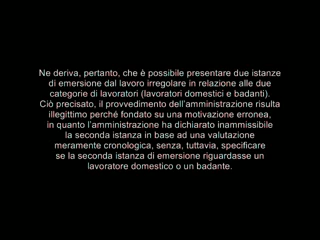 Ne deriva, pertanto, che è possibile presentare due istanze
di emersione dal lavoro irregolare in relazione alle due
categorie di lavoratori (lavoratori domestici e badanti).
Ciò precisato, il provvedimento dell'amministrazione risulta
illegittimo perché fondato su una motivazione erronea,
in quanto l'amministrazione ha dichiarato inammissibile
la seconda istanza in base ad una valutazione
meramente cronologica, senza, tuttavia, specificare
se la seconda istanza di emersione riguardasse un
lavoratore domestico o un badante.